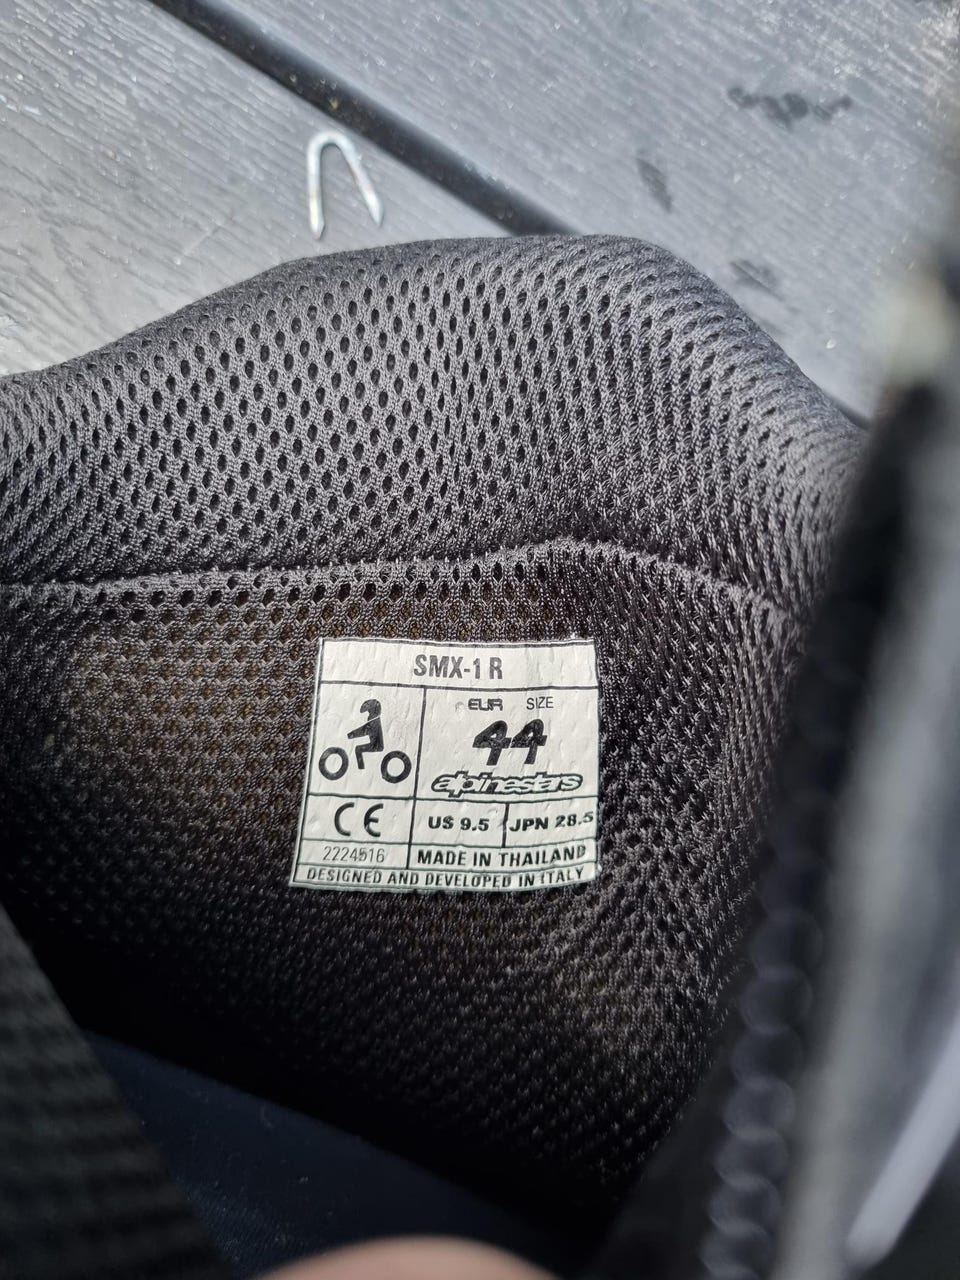 SMX-1 R
EUR SIZE
44
alpinestars
CE
US 9.5
JPN 28.5
2224516
MADE IN THAILAND
DESIGNED AND DEVELOPED IN ITALY